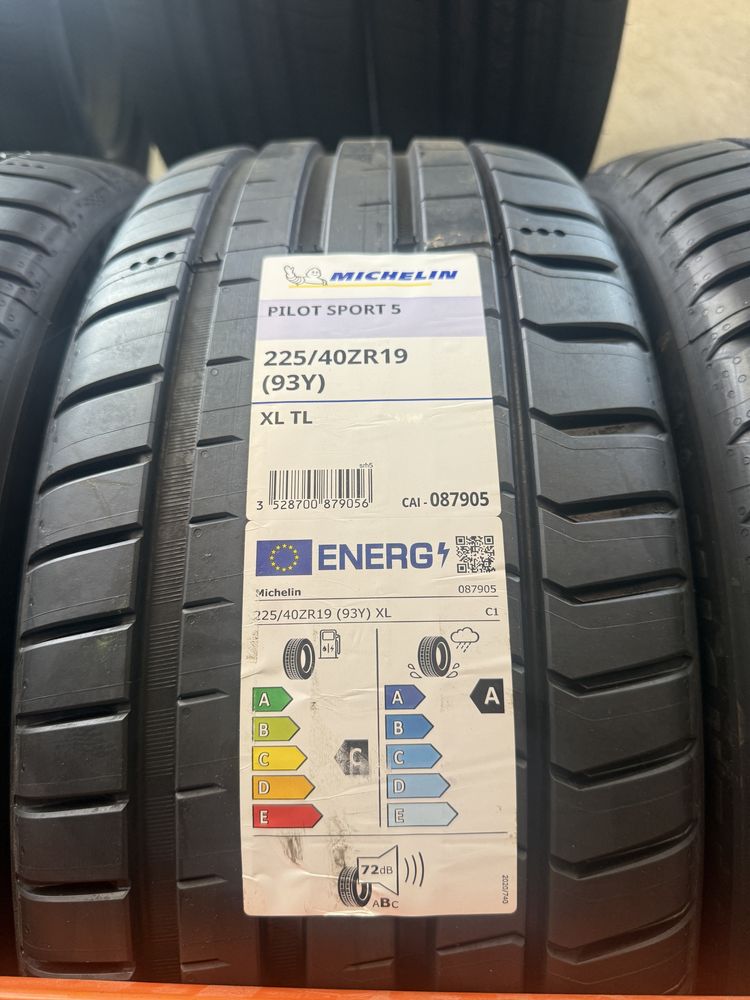 MICHELIN
PILOT SPORT 5
225/40ZR19
(93Y)
XL TL
srh5
3 528700 879056
CAI - 087905
ENERG
Michelin 087905
225/40ZR19 (93Y) XL C1
A
B
C
D
E
C
A
B
C
D
E
A
72dB
ABC
2020/740